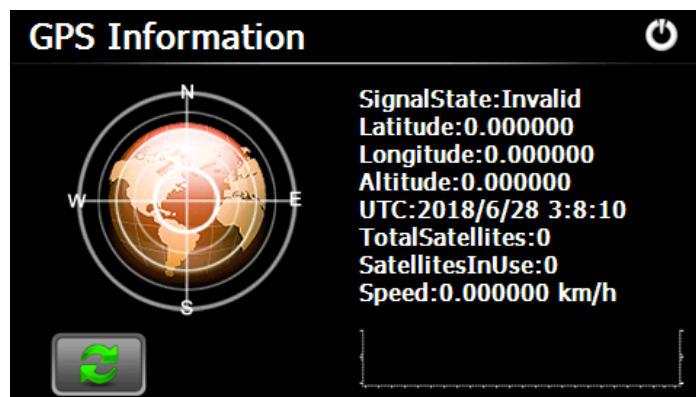 GPS Information
N
W
E
S
SignalState:Invalid
Latitude:0.000000
Longitude:0.000000
Altitude:0.000000
UTC:2018/6/28 3:8:10
TotalSatellites:0
SatellitesInUse:0
Speed:0.000000 km/h